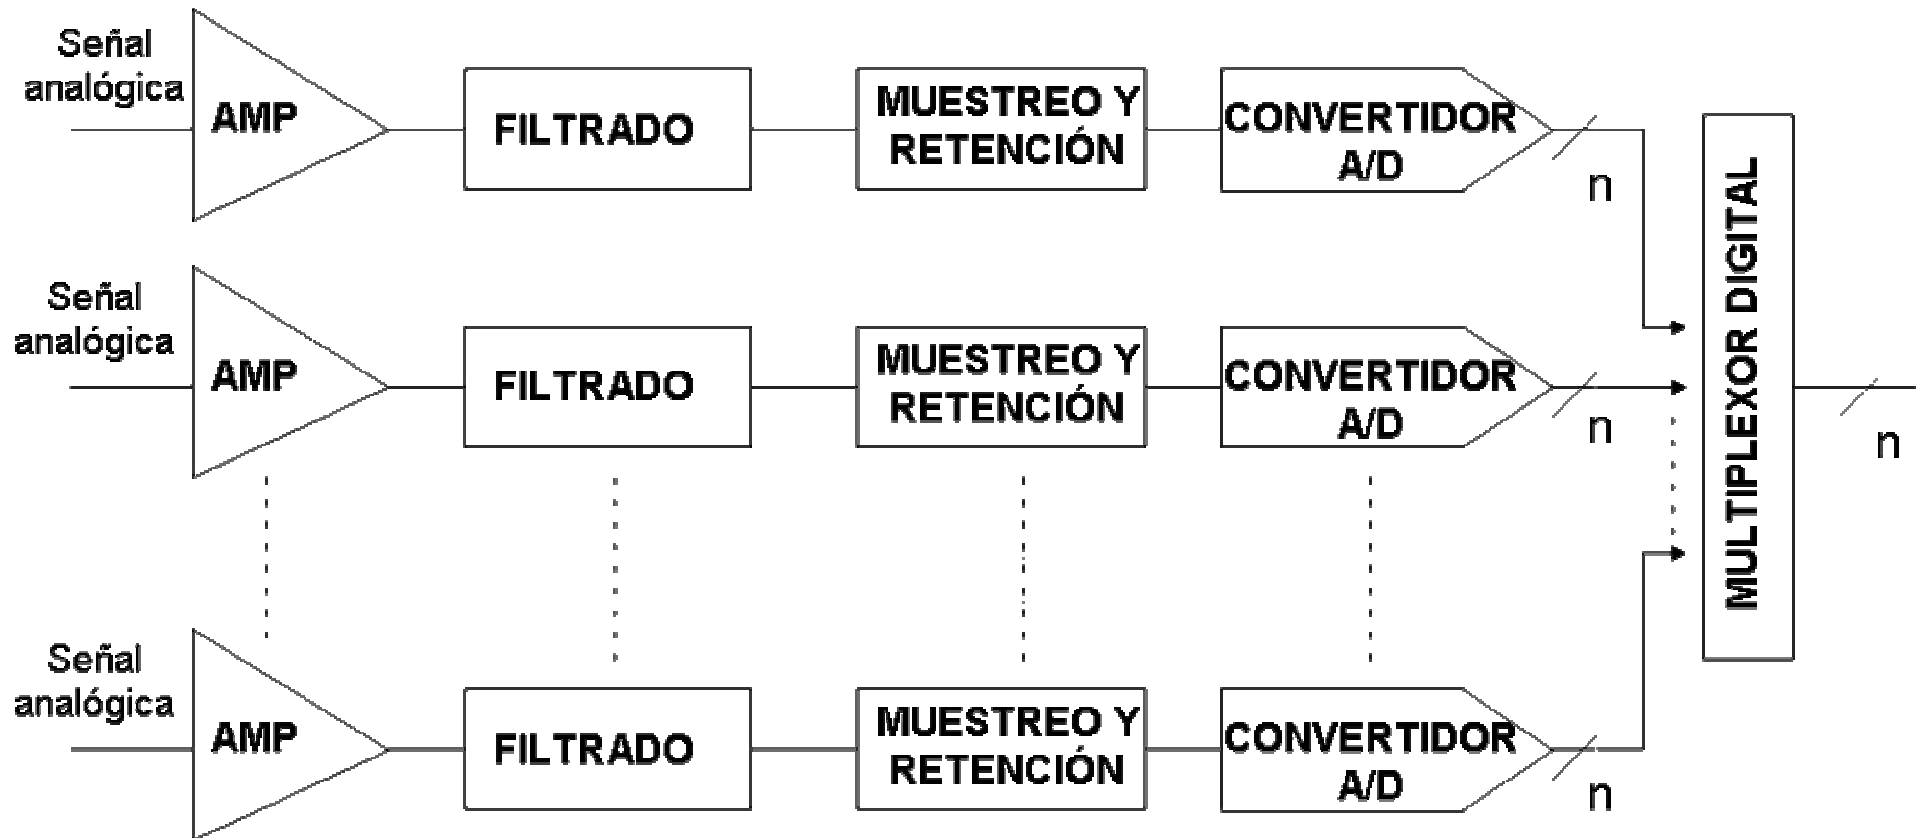 Señal
analógica
AMP
FILTRADO
MUESTREO Y
RETENCIÓN
CONVERTIDOR
A/D
n
Señal
analógica
AMP
FILTRADO
MUESTREO Y
RETENCIÓN
CONVERTIDOR
A/D
n
MULTIPLEXOR DIGITAL
n
Señal
analógica
AMP
FILTRADO
MUESTREO Y
RETENCIÓN
CONVERTIDOR
A/D
n